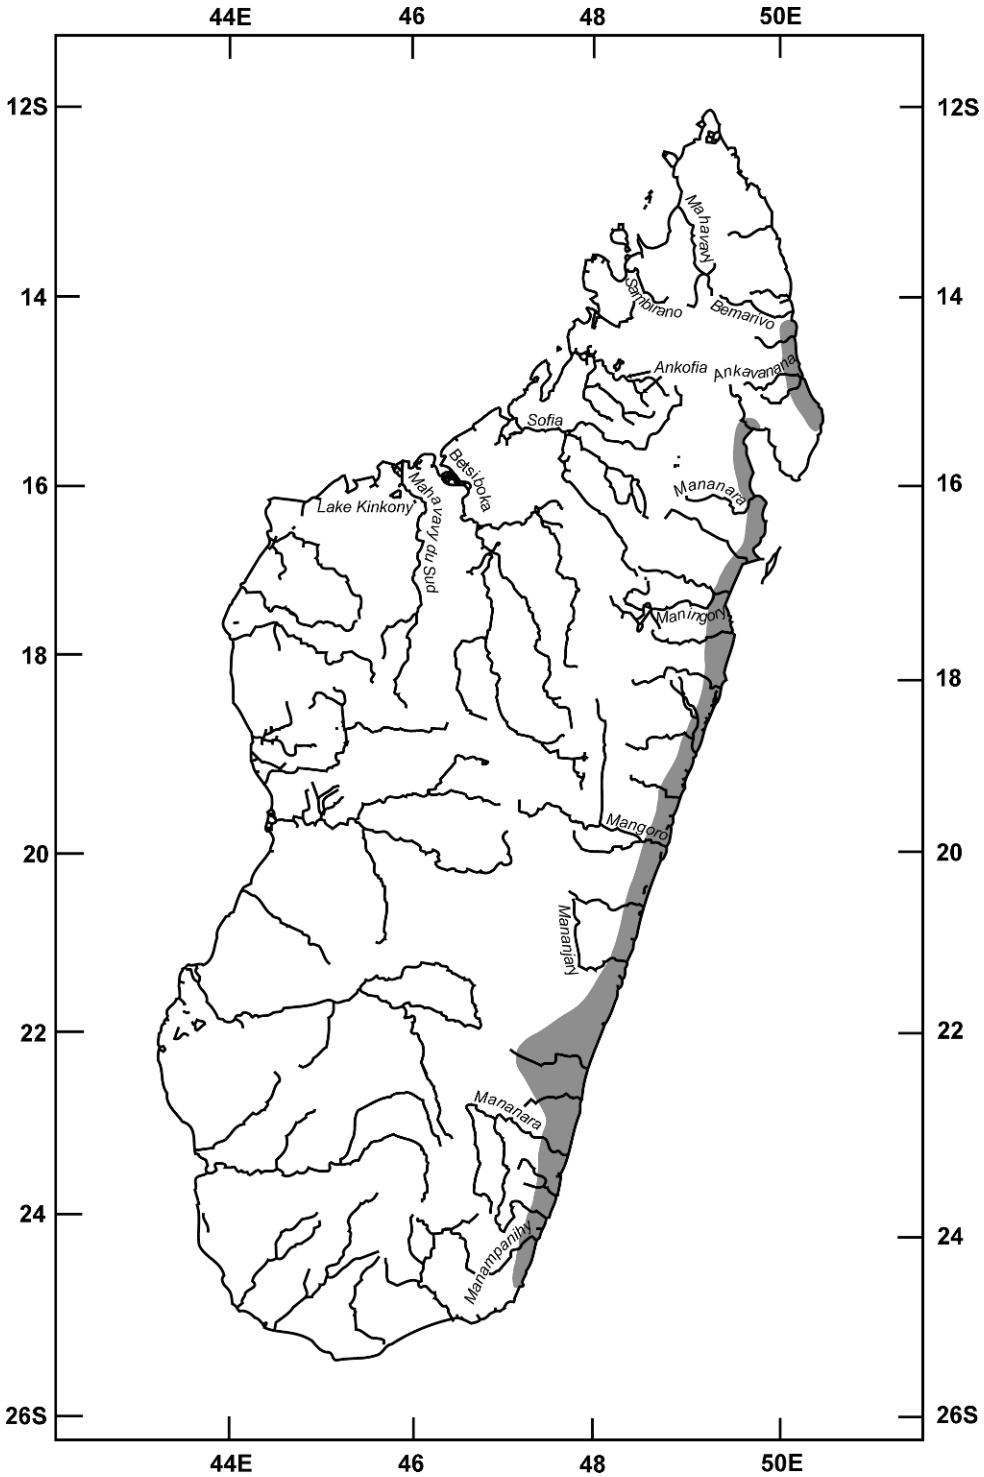 44E 46 48 50E
12S 12S
Mahavavy
14 14
Sambirano
Bemarivo
Ankofia Ankavanana
Sofia
Betsiboka
16 16
Mananara
Lake Kinkony
Mahavavy du Sud
Maningory
18 18
Mangoro
20 20
Mananjary
22 22
Mananara
24 24
Manampanihy
26S 26S
44E 46 48 50E